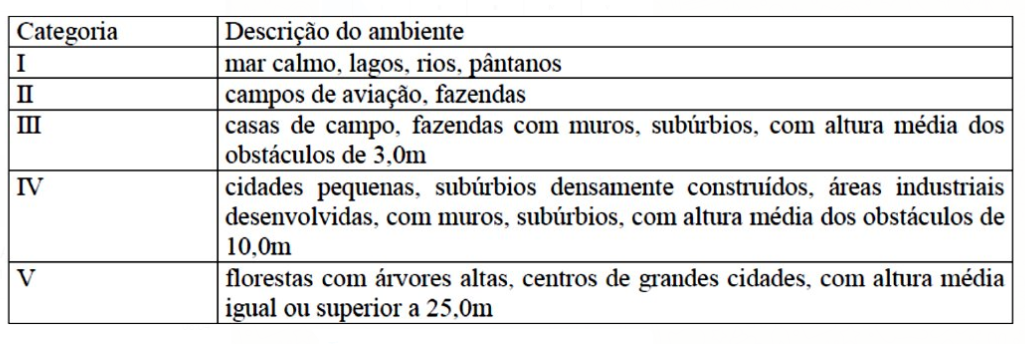 Categoria Descrição do ambiente
I mar calmo, lagos, rios, pântanos
II campos de aviação, fazendas
III casas de campo, fazendas com muros, subúrbios, com altura média dos
obstáculos de 3,0m
IV cidades pequenas, subúrbios densamente construídos, áreas industriais
desenvolvidas, com muros, subúrbios, com altura média dos obstáculos de
10,0m
V florestas com árvores altas, centros de grandes cidades, com altura média
igual ou superior a 25,0m